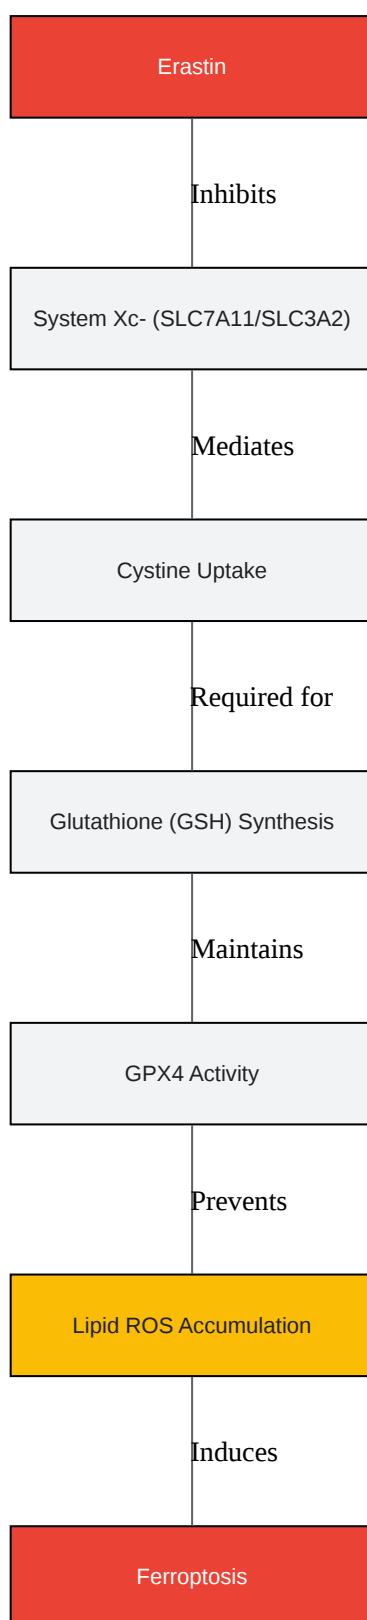 Erastin
Inhibits
System Xc- (SLC7A11/SLC3A2)
Mediates
Cystine Uptake
Required for
Glutathione (GSH) Synthesis
Maintains
GPX4 Activity
Prevents
Lipid ROS Accumulation
Induces
Ferroptosis